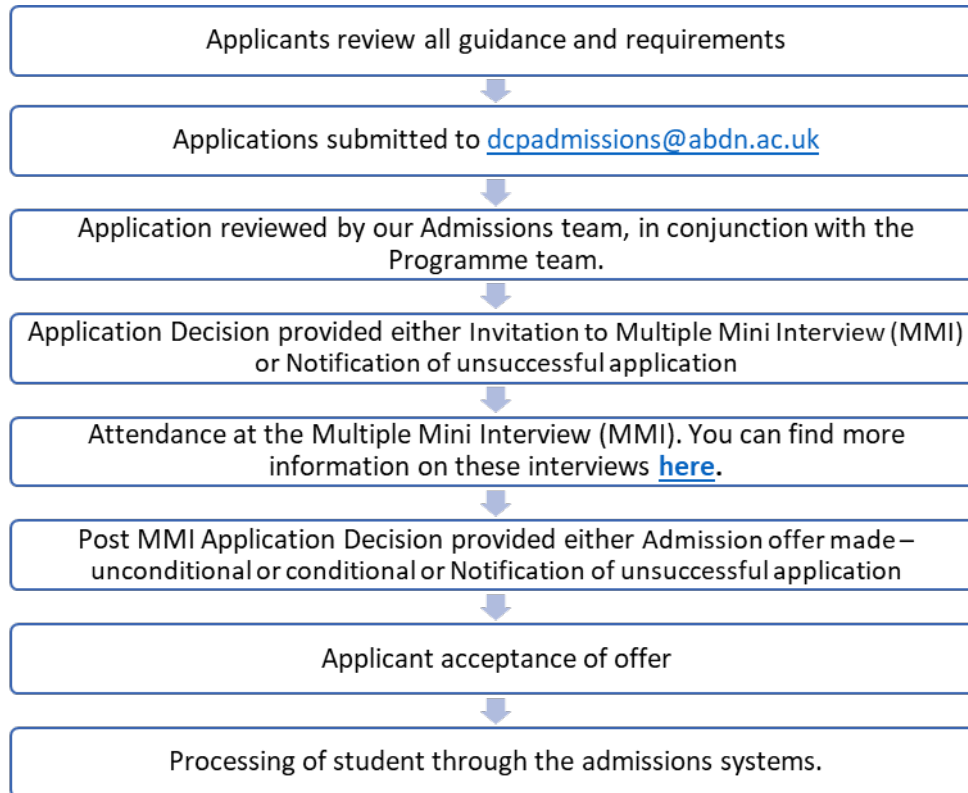 Applicants review all guidance and requirements
Applications submitted to dcpadmissions@abdn.ac.uk
Application reviewed by our Admissions team, in conjunction with the
Programme team.
Application Decision provided either Invitation to Multiple Mini Interview (MMI)
or Notification of unsuccessful application
Attendance at the Multiple Mini Interview (MMI). You can find more
information on these interviews here.
Post MMI Application Decision provided either Admission offer made –
unconditional or conditional or Notification of unsuccessful application
Applicant acceptance of offer
Processing of student through the admissions systems.